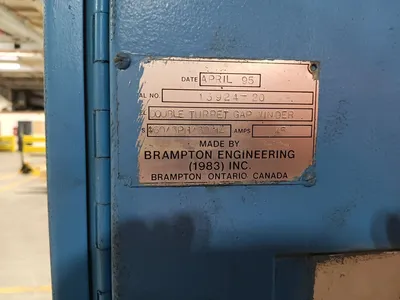 DATE APRIL 95
AL NO. 13924-20
DOUBLE TURRET GAP WINDER
S. AMPS
MADE BY
BRAMPTON ENGINEERING
(1983) INC.
BRAMPTON ONTARIO CANADA